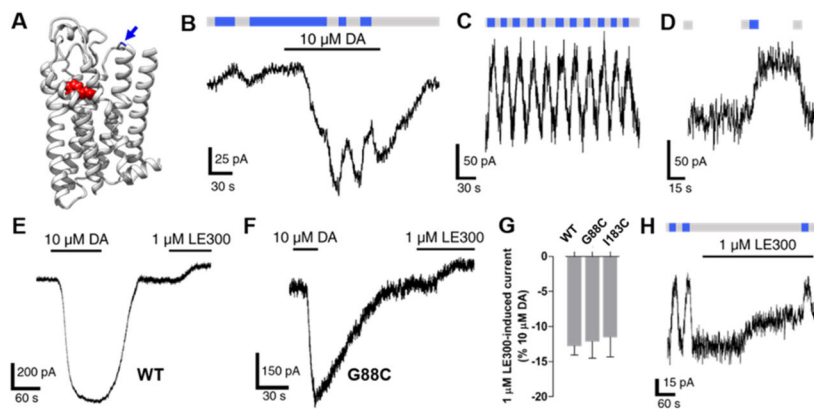 A
B
10 µM DA
25 pA
30 s
C
50 pA
30 s
D
50 pA
15 s
E
10 µM DA
1 µM LE300
200 pA
60 s
WT
F
10 µM DA
1 µM LE300
150 pA
30 s
G88C
G
WT
G88C
I183C
0
-5
-10
-15
-20
1 µM LE300-induced current
(% 10 µM DA)
H
1 µM LE300
15 pA
60 s